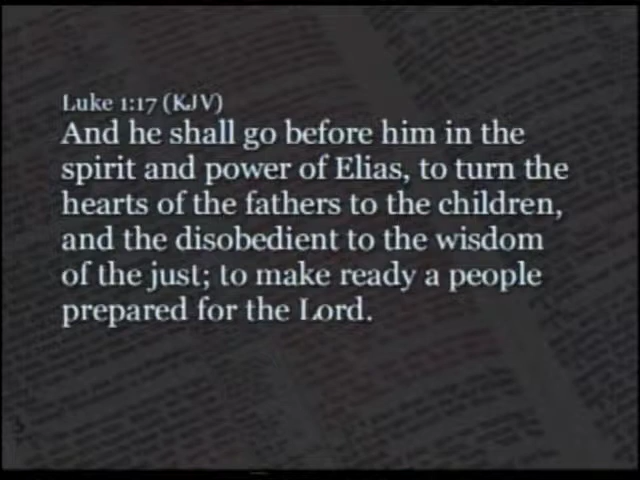 Luke 1:17 (KJV)
And he shall go before him in the
spirit and power of Elias, to turn the
hearts of the fathers to the children,
and the disobedient to the wisdom
of the just; to make ready a people
prepared for the Lord.